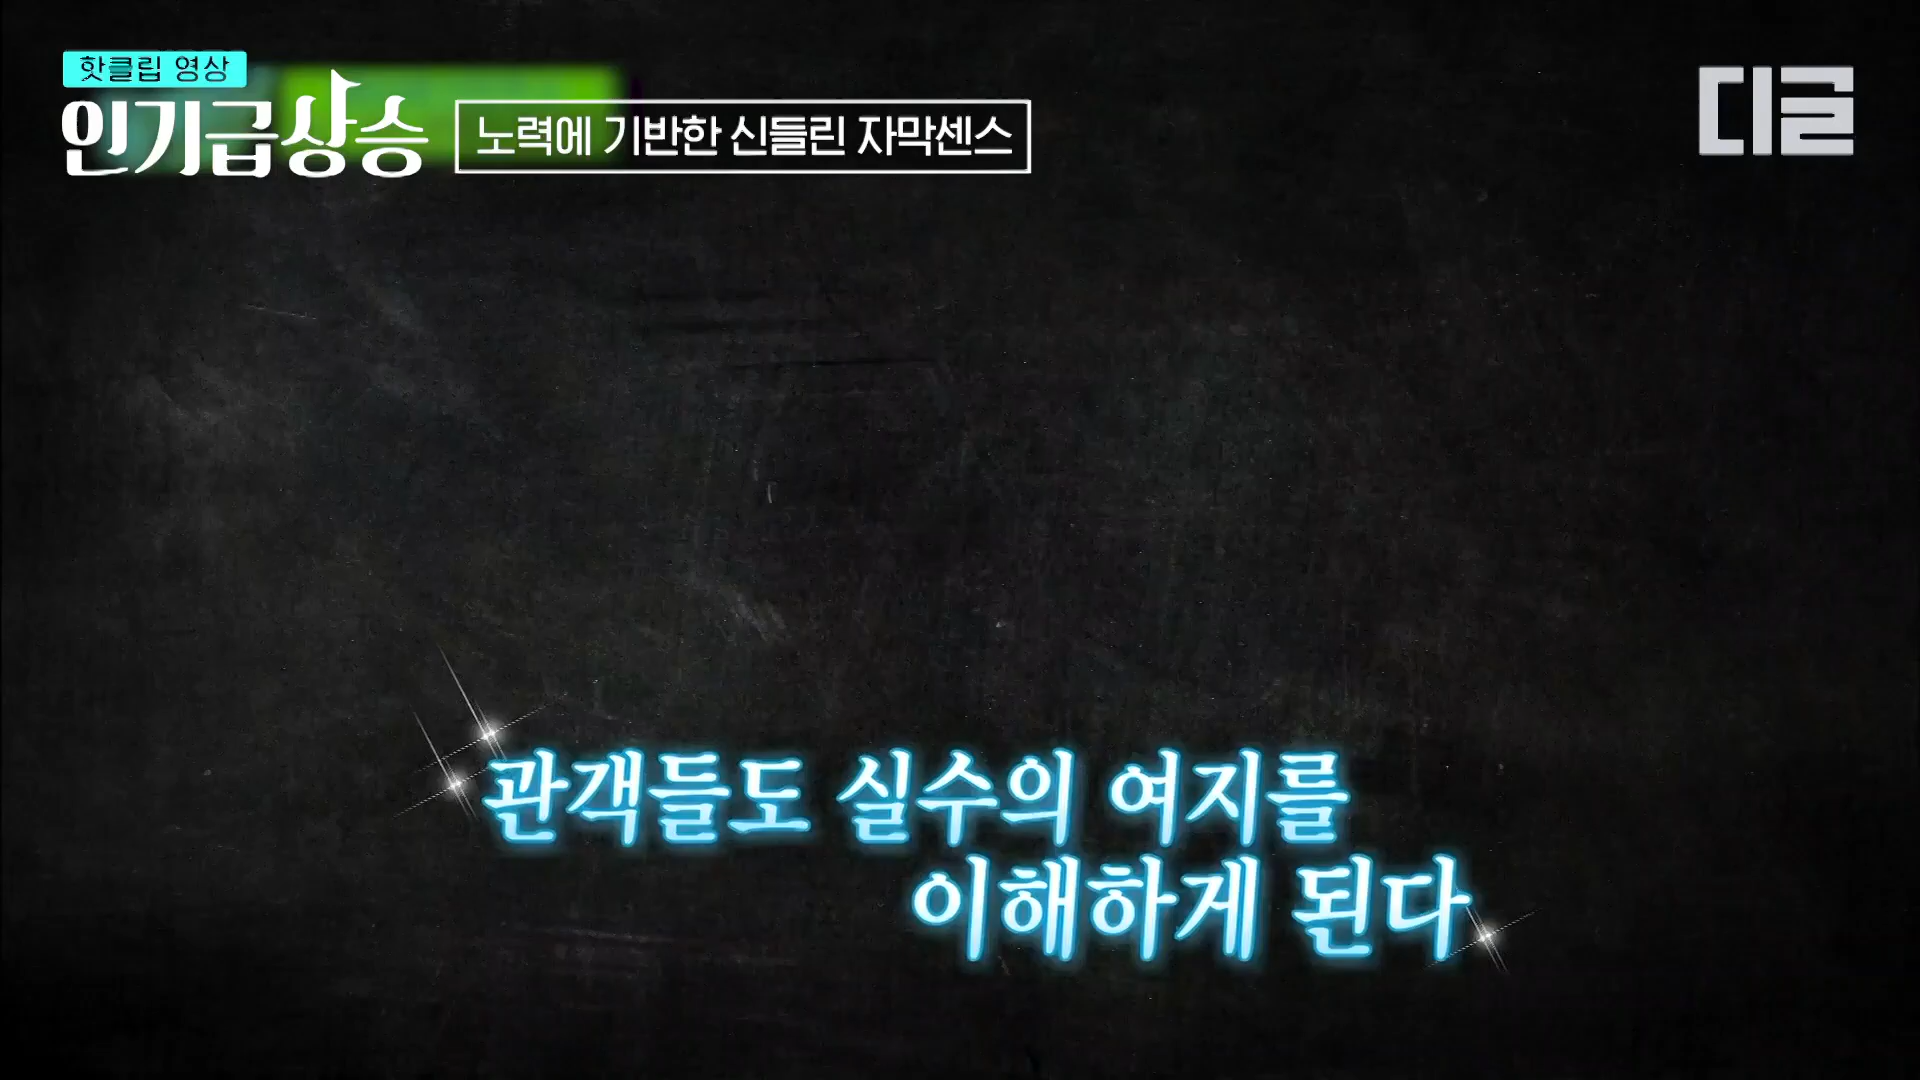 핫클립 영상
인기급상승
노력에 기반한 신들린 자막센스
디글
관객들도 실수의 여지를
이해하게 된다